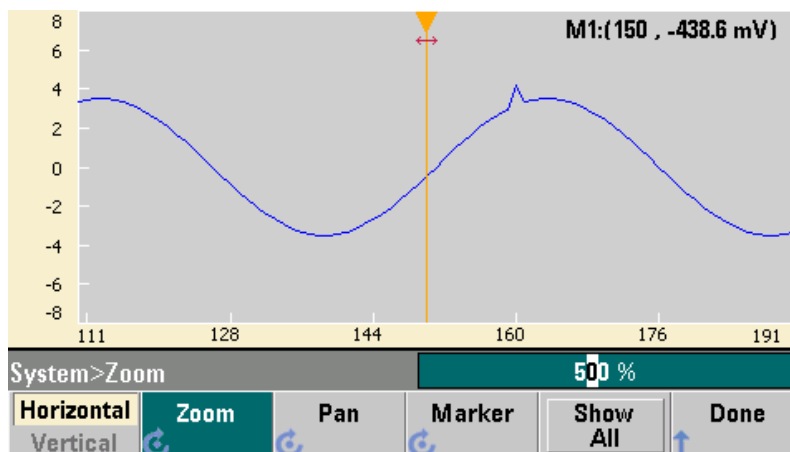 8
M1:(150 , -438.6 mV)
6
4
2
0
-2
-4
-6
-8
111 128 144 160 176 191
System>Zoom 500 %
Horizontal Zoom Pan Marker Show All Done
Vertical